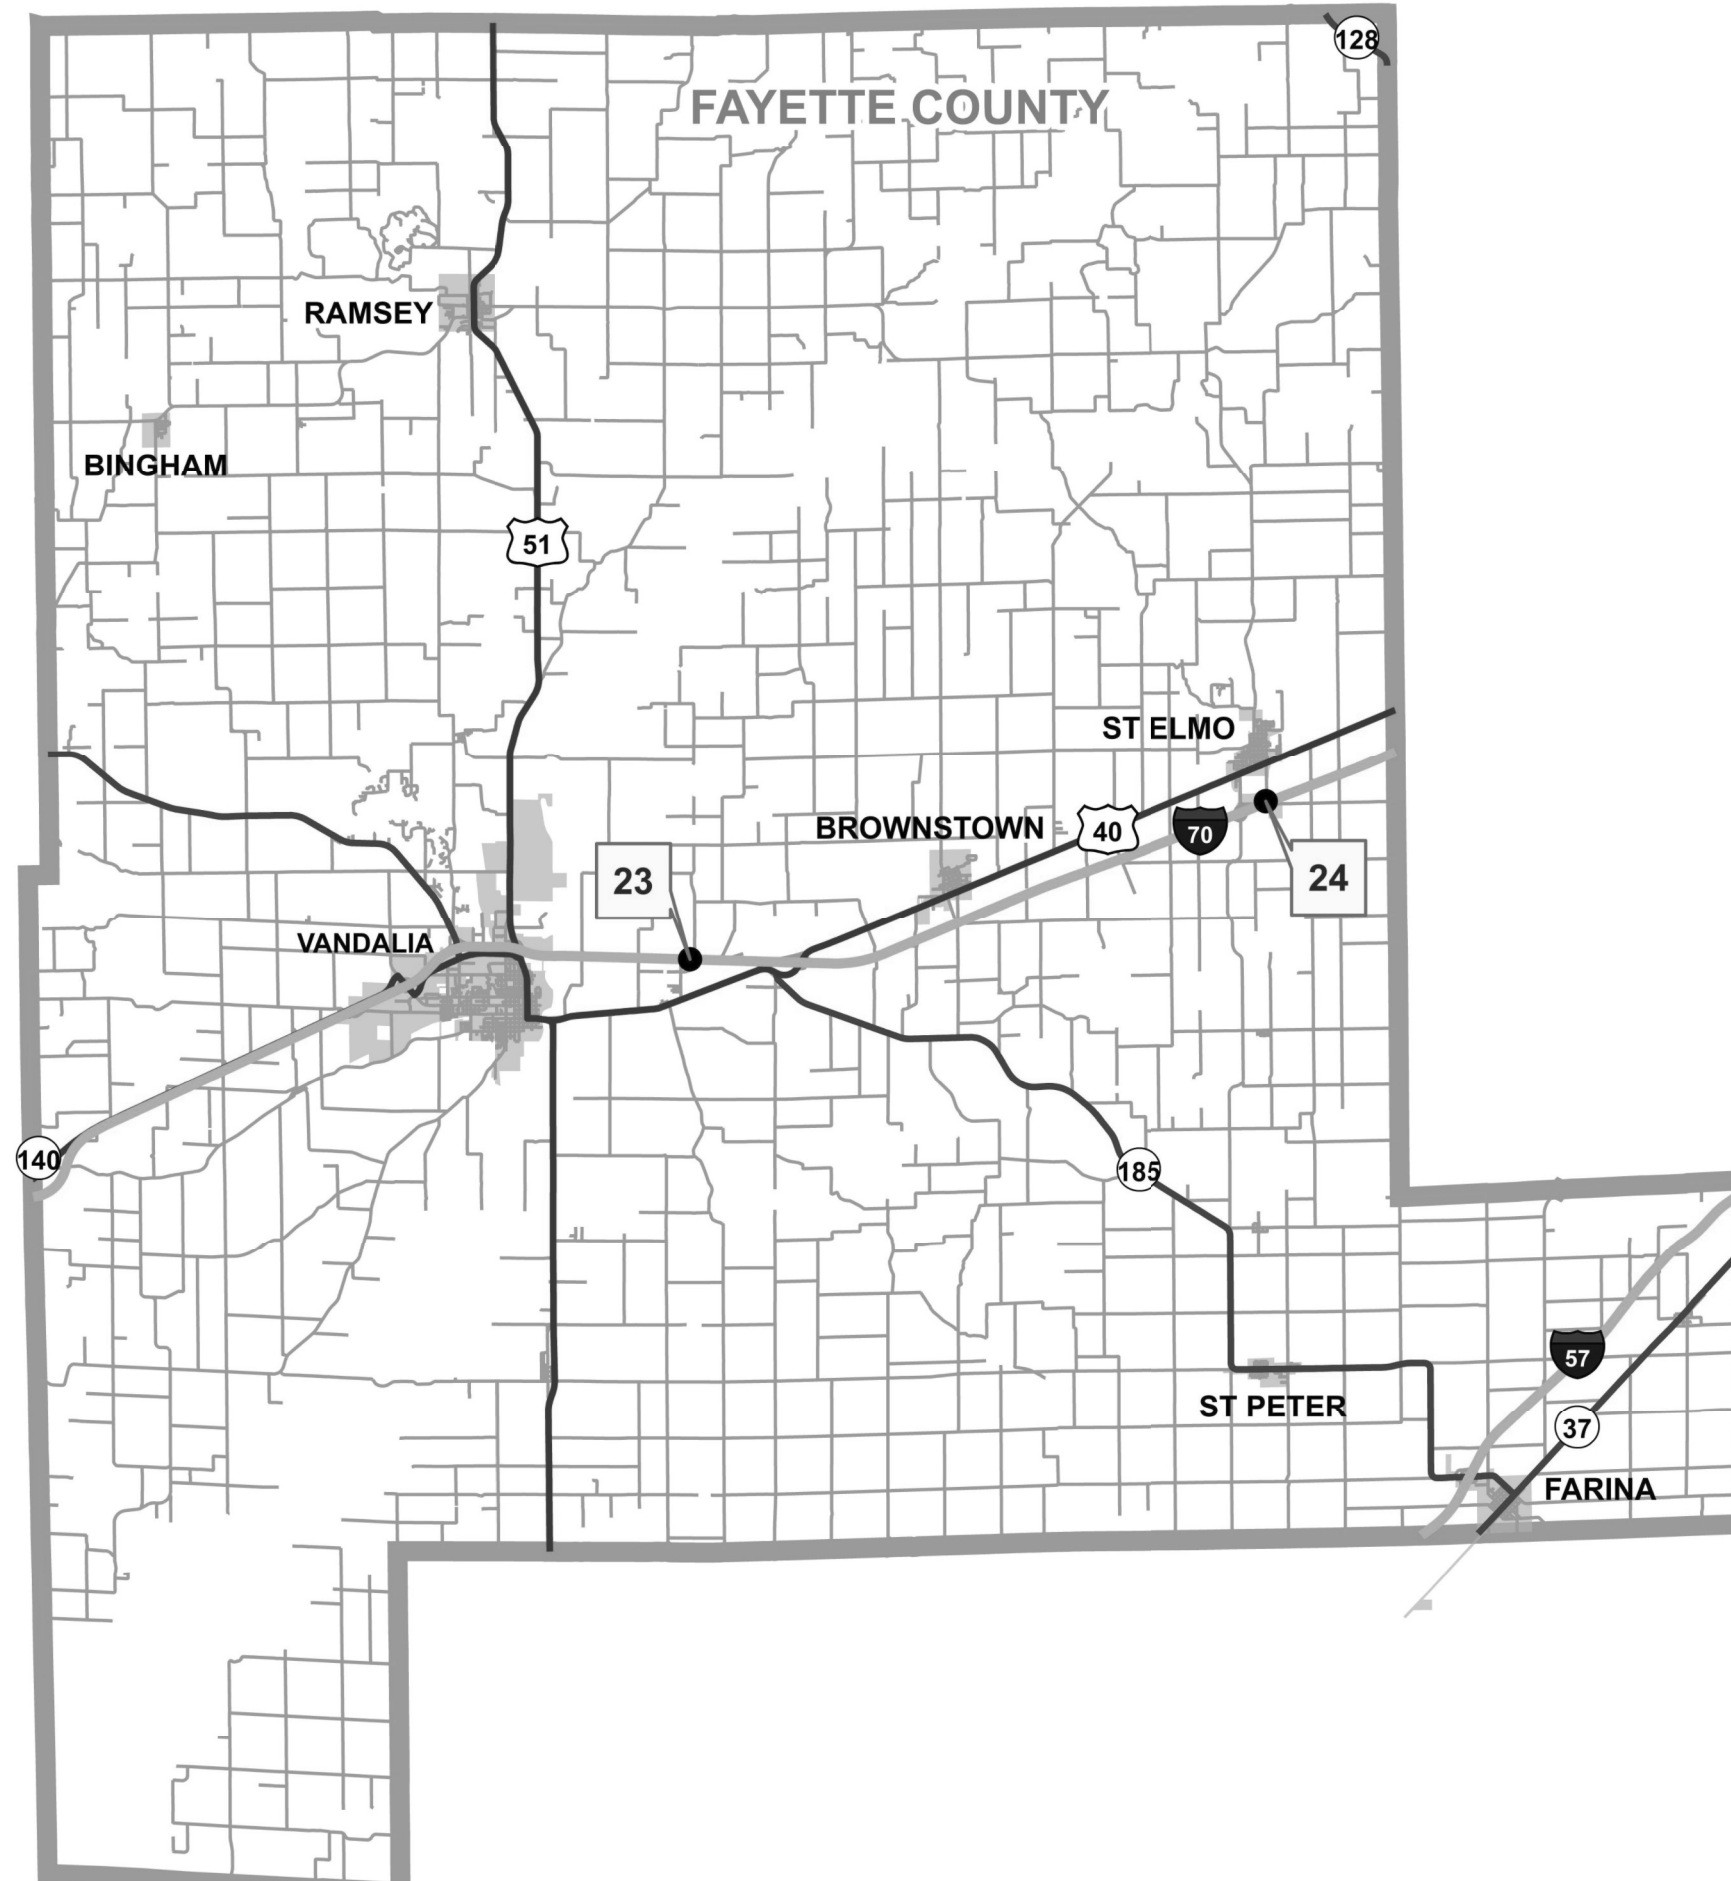 128
FAYETTE COUNTY
RAMSEY
BINGHAM
51
ST ELMO
BROWNSTOWN
40
70
23
24
VANDALIA
140
185
57
ST PETER
37
FARINA